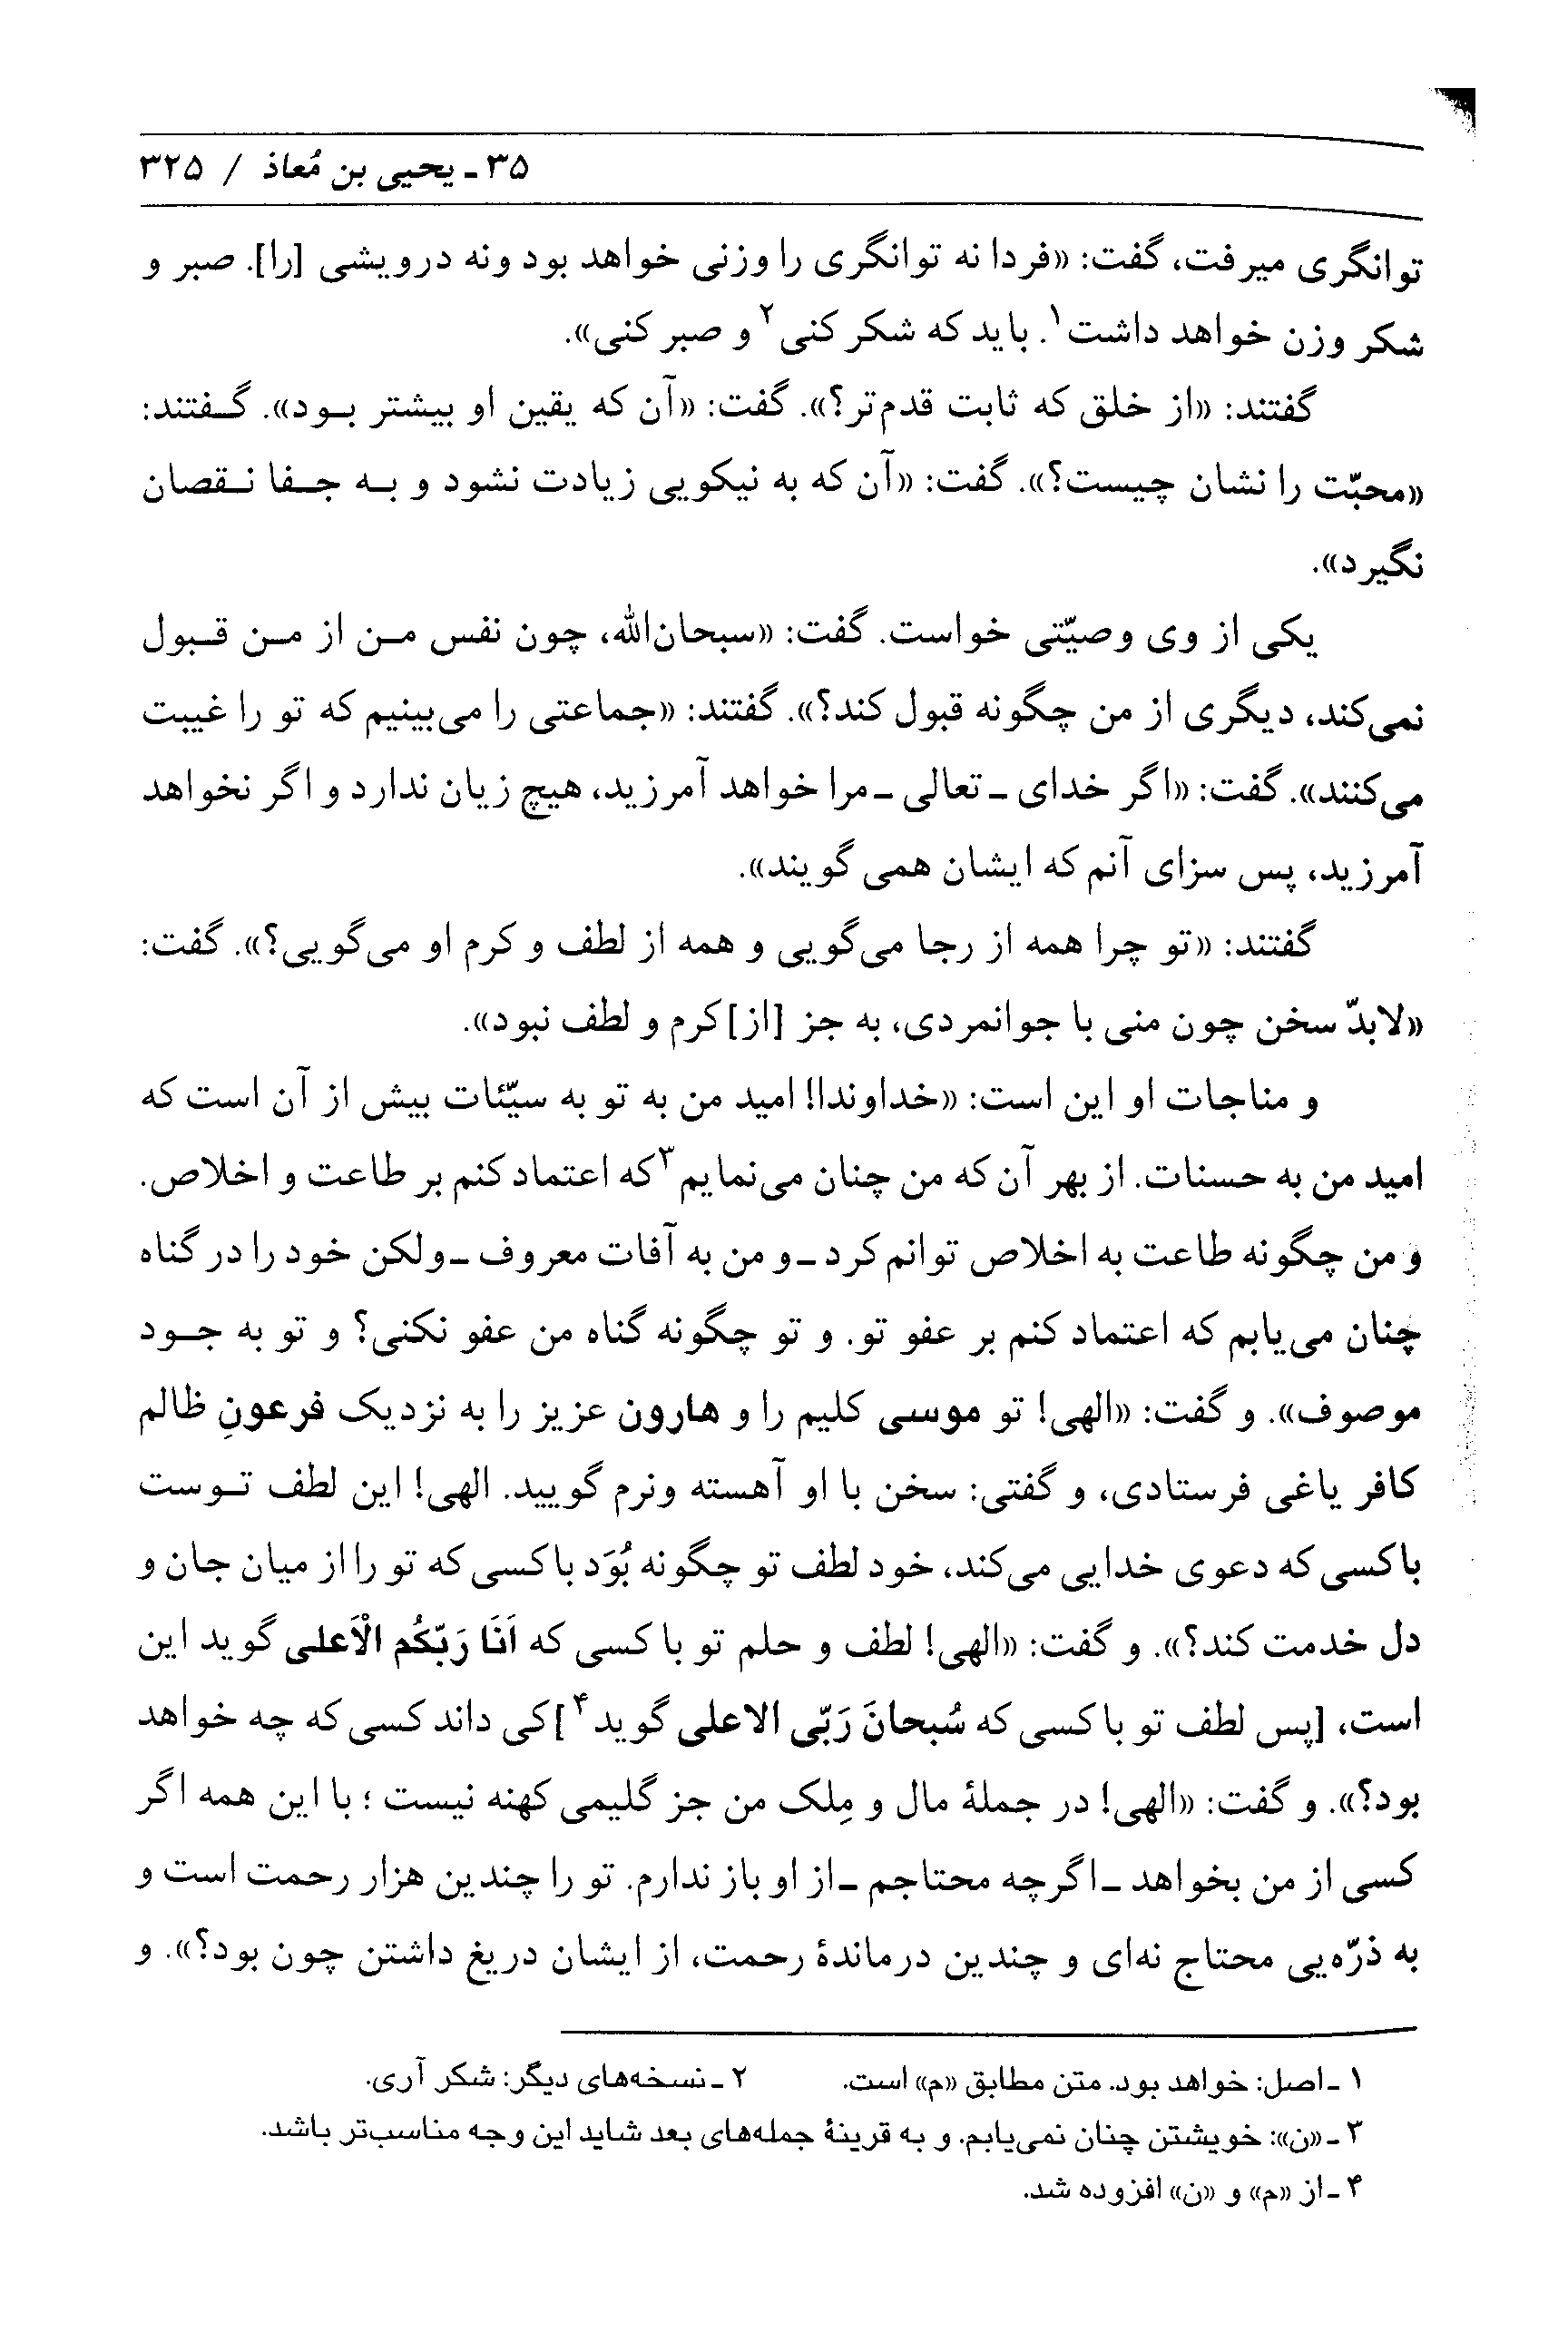 ۳۵ ـ یحیی بن مُعاذ / ۳۲۵
توانگری میرفت، گفت: «فردا نه توانگری را وزنی خواهد بود ونه درویشی [را]. صبر و
شکر وزن خواهد داشت۱. باید که شکر کنی۲ و صبر کنی».
گفتند: «از خلق که ثابت قدم‌تر؟». گفت: «آن که یقین او بیشتر بود». گفتند:
«محبّت را نشان چیست؟». گفت: «آن که به نیکویی زیادت نشود و به جفا نقصان
نگیرد».
یکی از وی وصیّتی خواست. گفت: «سبحان‌الله، چون نفس من از من قبول
نمی‌کند، دیگری از من چگونه قبول کند؟». گفتند: «جماعتی را می‌بینیم که تو را غیبت
می‌کنند». گفت: «اگر خدای ـ تعالی ـ مرا خواهد آمرزید، هیچ زیان ندارد و اگر نخواهد
آمرزید، پس سزای آنم که ایشان همی گویند».
گفتند: «تو چرا همه از رجا می‌گویی و همه از لطف و کرم او می‌گویی؟». گفت:
«لابدّ سخن چون منی با جوانمردی، به جز [از] کرم و لطف نبود».
و مناجات او این است: «خداوندا! امید من به تو به سیّئات بیش از آن است که
امید من به حسنات. از بهر آن که من چنان می‌نمایم۳ که اعتماد کنم بر طاعت و اخلاص.
و من چگونه طاعت به اخلاص توانم کرد ـ و من به آفات معروف ـ ولکن خود را در گناه
چنان می‌یابم که اعتماد کنم بر عفو تو. و تو چگونه گناه من عفو نکنی؟ و تو به جود
موصوف». و گفت: «الهی! تو موسی کلیم را و هارون عزیز را به نزدیک فرعونِ ظالم
کافر یاغی فرستادی، و گفتی: سخن با او آهسته ونرم گویید. الهی! این لطف توست
با کسی که دعوی خدایی می‌کند، خود لطف تو چگونه بُوَد با کسی که تو را از میان جان و
دل خدمت کند؟». و گفت: «الهی! لطف و حلم تو با کسی که اَنَا رَبّکُم الْاَعلی گوید این
است، [پس لطف تو با کسی که سُبحانَ رَبّی الاعلی گوید۴] کی داند کسی که چه خواهد
بود؟». و گفت: «الهی! در جملهٔ مال و مِلک من جز گلیمی کهنه نیست؛ با این همه اگر
کسی از من بخواهد ـ اگرچه محتاجم ـ از او باز ندارم. تو را چندین هزار رحمت است و
به ذرّه‌یی محتاج نه‌ای و چندین درماندهٔ رحمت، از ایشان دریغ داشتن چون بود؟». و
۱ ـ اصل: خواهد بود. متن مطابق «م» است. ۲ ـ نسخه‌های دیگر: شکر آری.
۳ ـ «ن»: خویشتن چنان نمی‌یابم. و به قرینهٔ جمله‌های بعد شاید این وجه مناسب‌تر باشد.
۴ ـ از «م» و «ن» افزوده شد.